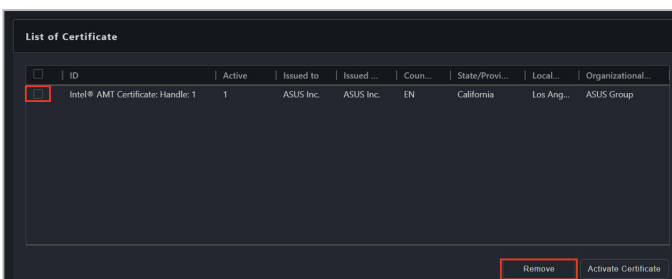 List of Certificate
ID Active Issued to Issued ... Coun... State/Provi... Local... Organizational...
Intel® AMT Certificate: Handle: 1 1 ASUS Inc. ASUS Inc. EN California Los Ang... ASUS Group
Remove Activate Certificate